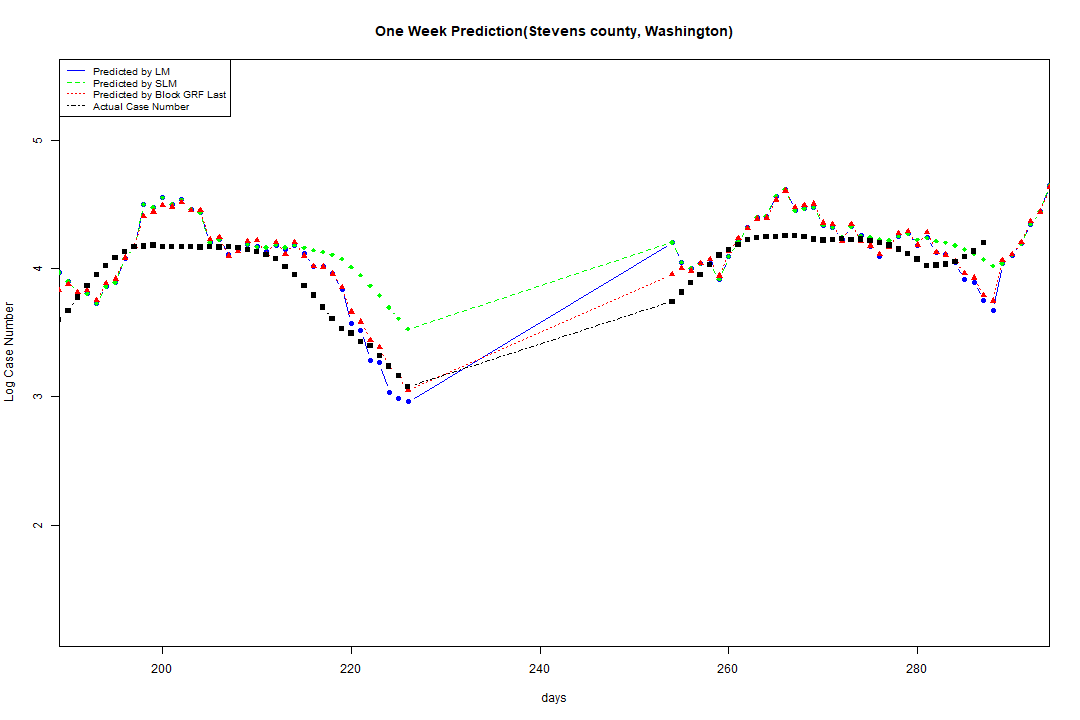 One Week Prediction(Stevens county, Washington)
Predicted by LM
Predicted by SLM
Predicted by Block GRF Last
Actual Case Number
5
4
3
2
Log Case Number
200 220 240 260 280
days